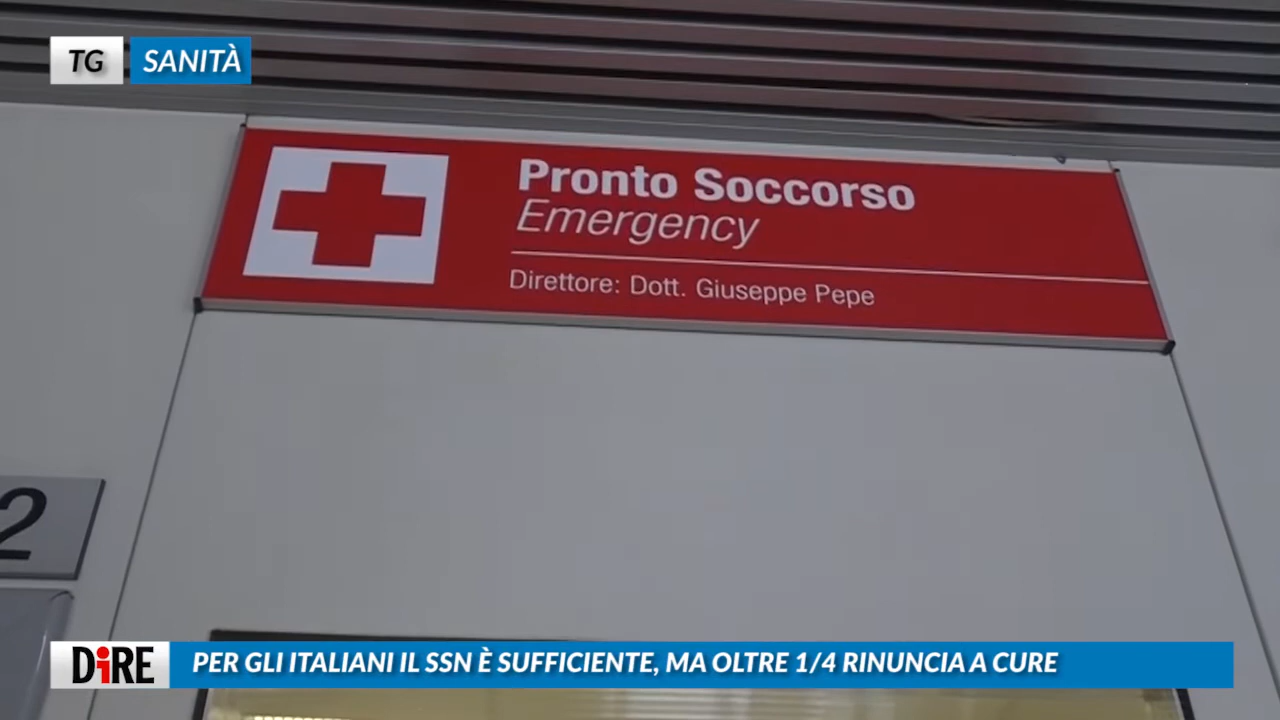 TG SANITÀ
Pronto Soccorso
Emergency
Direttore: Dott. Giuseppe Pepe
2
DiRE PER GLI ITALIANI IL SSN È SUFFICIENTE, MA OLTRE 1/4 RINUNCIA A CURE